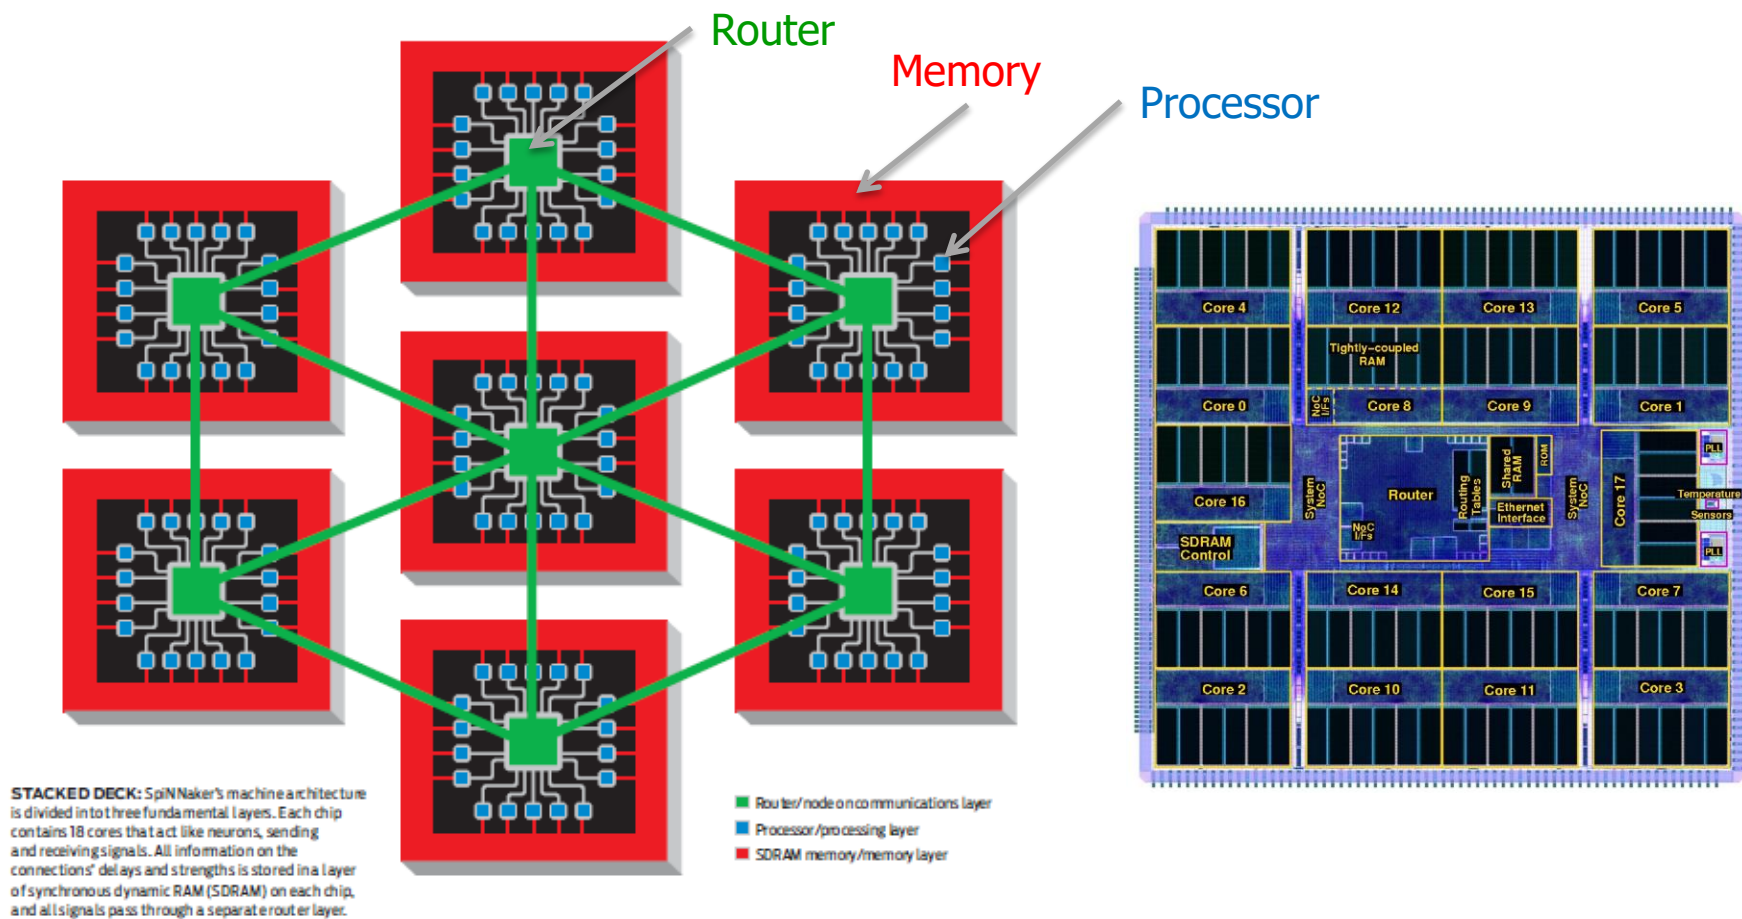 Router
Memory
Processor
Core 4
Core 12
Core 13
Core 5
Tightly-coupled
RAM
Core 0
NoC
I/Fs
Core 8
Core 9
Core 1
Core 16
System
NoC
Router
NoC
I/Fs
Routing
Tables
Shared
RAM
ROM
Ethernet
Interface
System
NoC
Core 17
PLL
Temperature
Sensors
PLL
SDRAM
Control
Core 6
Core 14
Core 15
Core 7
Core 2
Core 10
Core 11
Core 3
STACKED DECK: SpiNNaker's machine architecture
is divided into three fundamental layers. Each chip
contains 18 cores that act like neurons, sending
and receiving signals. All information on the
connections' delays and strengths is stored in a layer
of synchronous dynamic RAM (SDRAM) on each chip,
and all signals pass through a separate router layer.
Router/node on communications layer
Processor/processing layer
SDRAM memory/memory layer